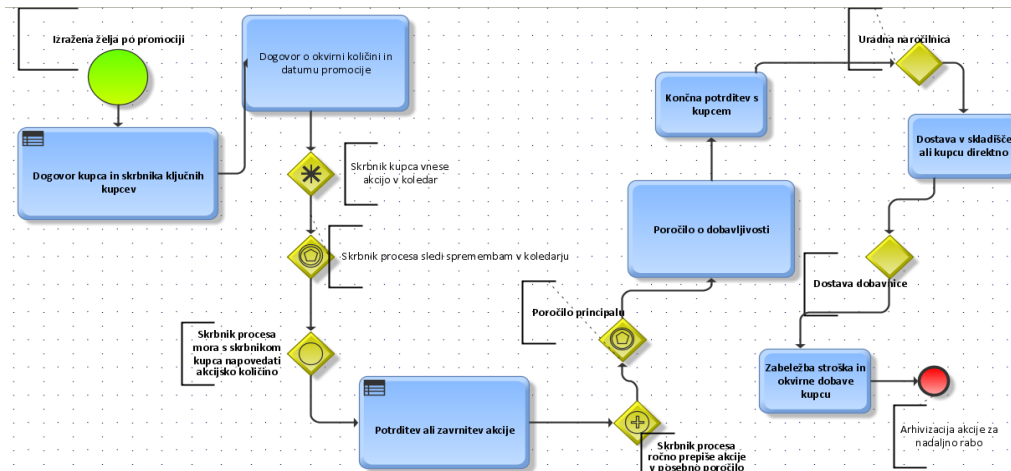 Izražena želja po promociji
Dogovor kupca in skrbnika ključnih
kupcev
Dogovor o okvirni količini in
datumu promocije
Skrbnik kupca vnese
akcijo v koledar
Skrbnik procesa sledi spremembam v koledarju
Skrbnik procesa
mora s skrbnikom
kupca napovedati
akcijsko količino
Potrditev ali zavrnitev akcije
Skrbnik procesa
ročno prepiše akcije
v posebno poročilo
Poročilo principalu
Poročilo o dobavljivosti
Končna potrditev s
kupcem
Uradna naročilnica
Dostava v skladišče
ali kupcu direktno
Dostava dobavnice
Zabeležba stroška in
okvirne dobave
kupcu
Arhivizacija akcije za
nadaljno rabo